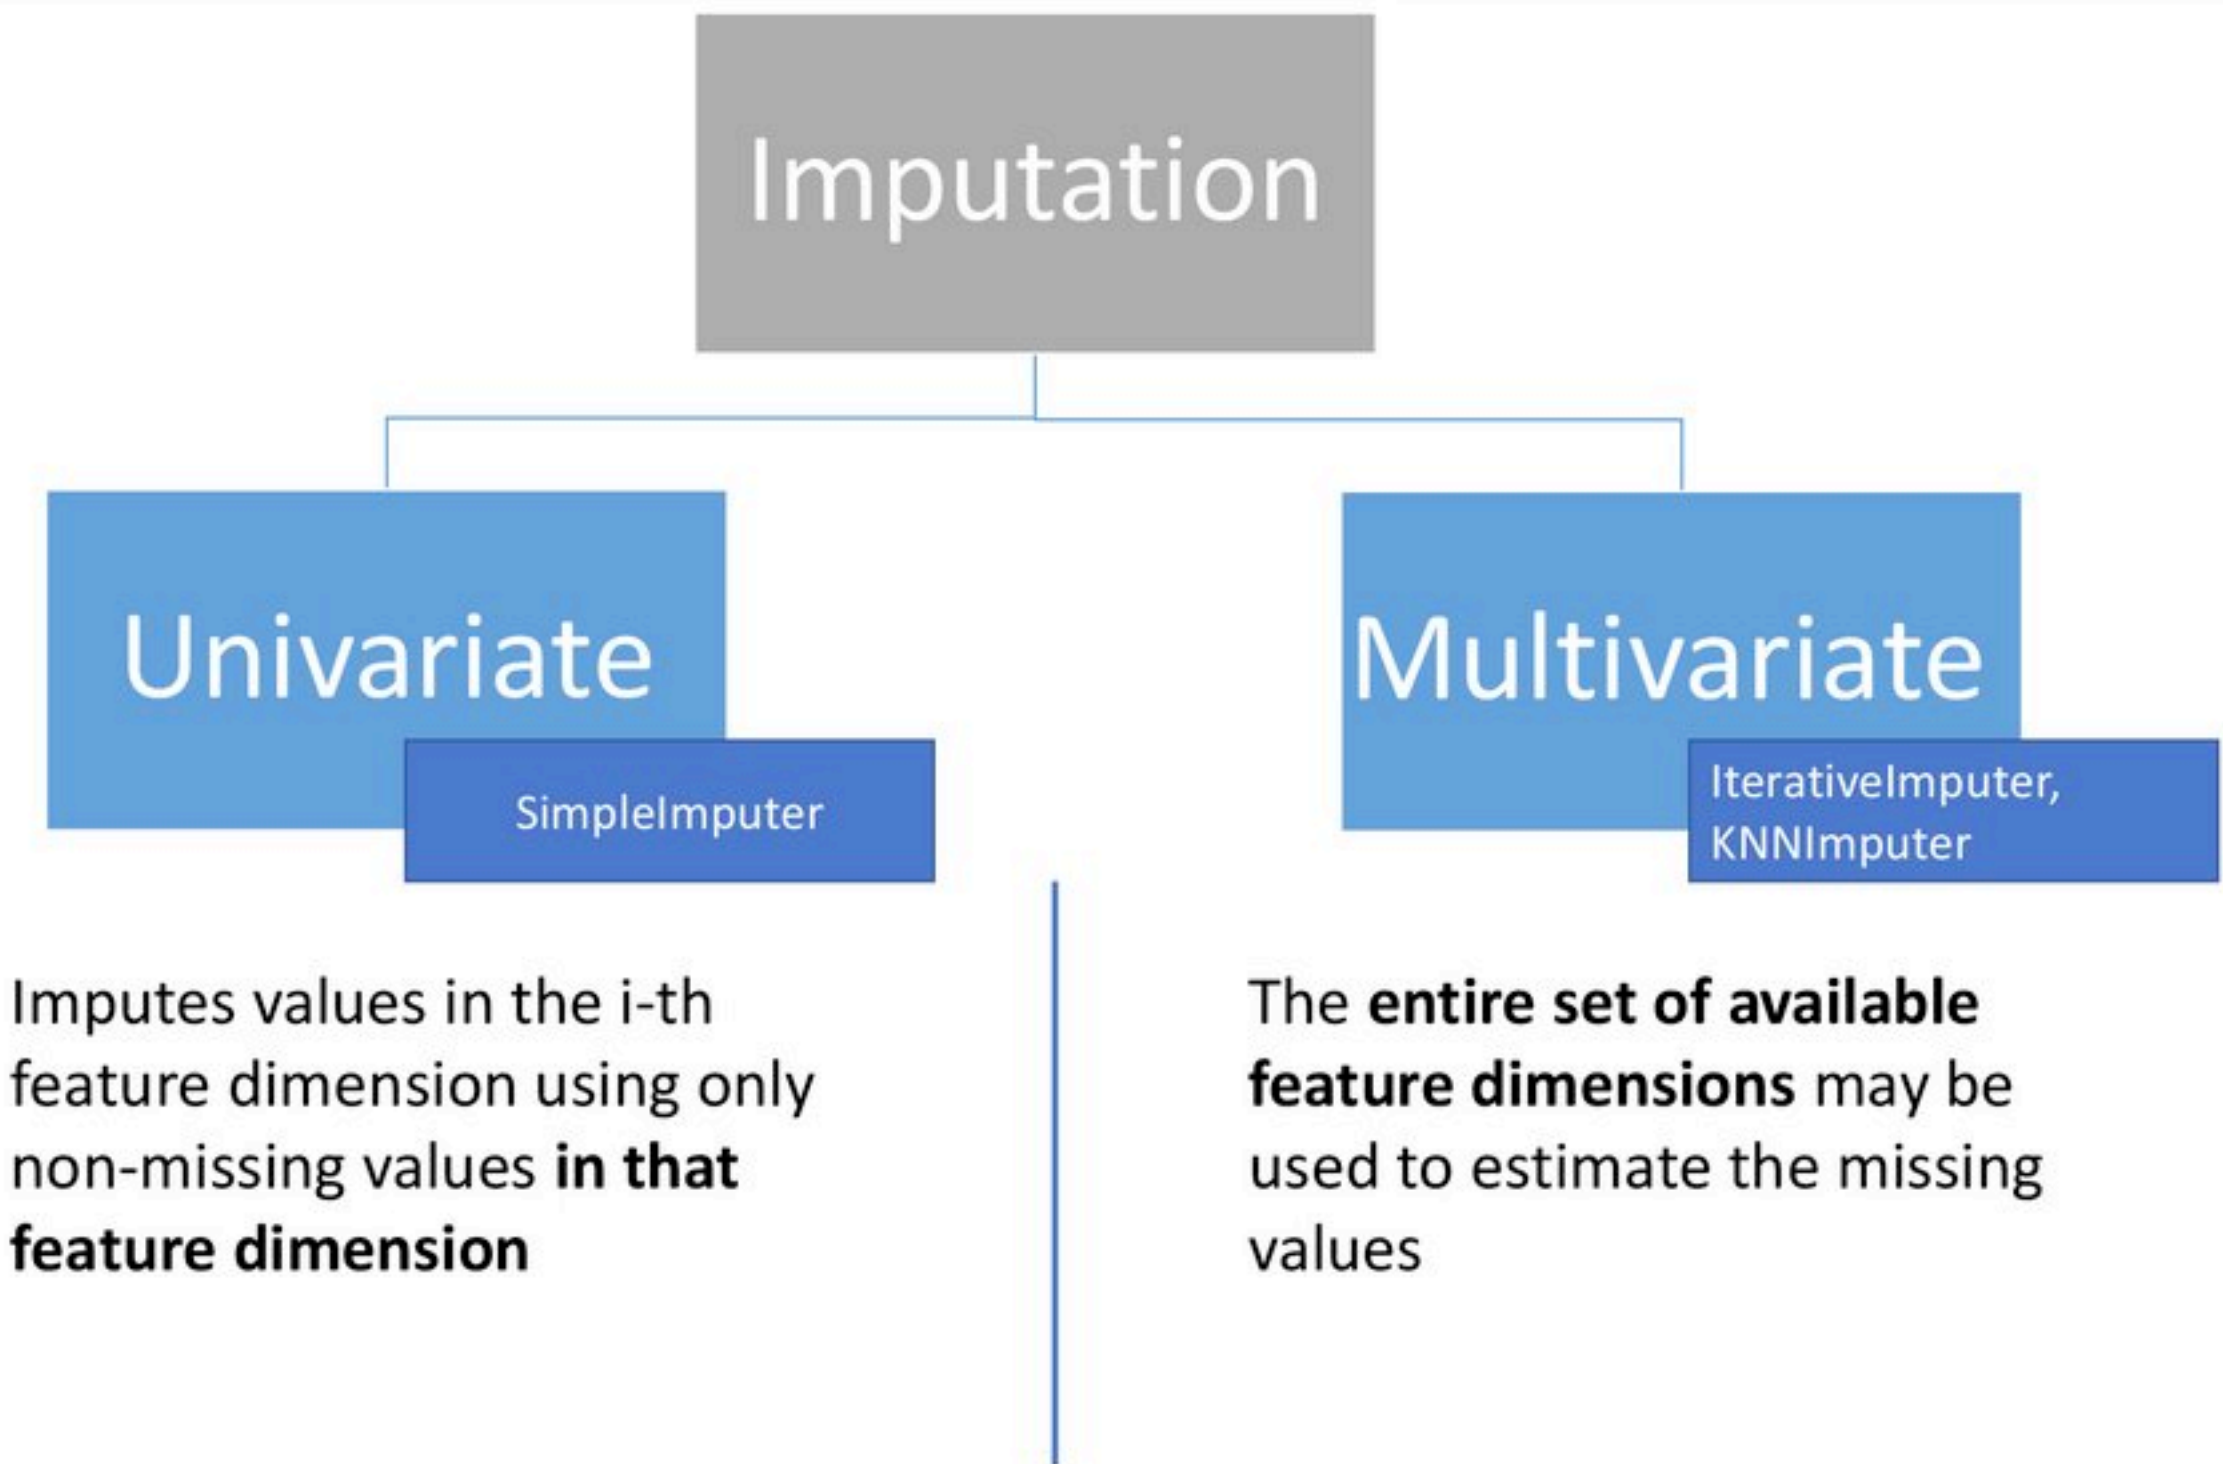 Imputation
Univariate
SimpleImputer
Multivariate
IterativeImputer,
KNNImputer
Imputes values in the i-th
feature dimension using only
non-missing values in that
feature dimension
The entire set of available
feature dimensions may be
used to estimate the missing
values